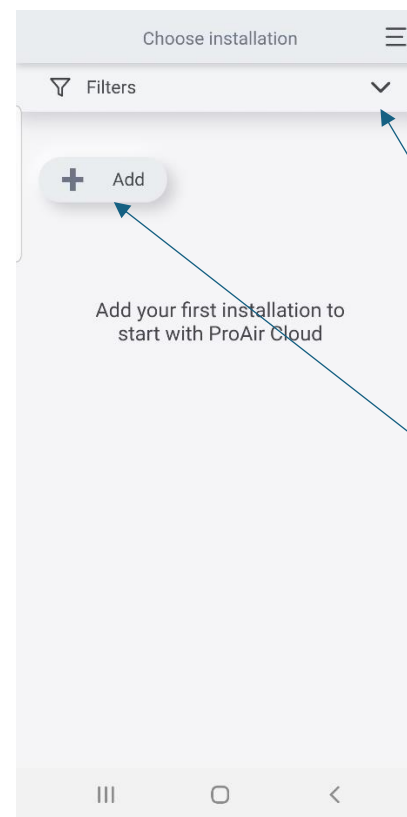 Choose installation
Filters
Add
Add your first installation to
start with ProAir Cloud